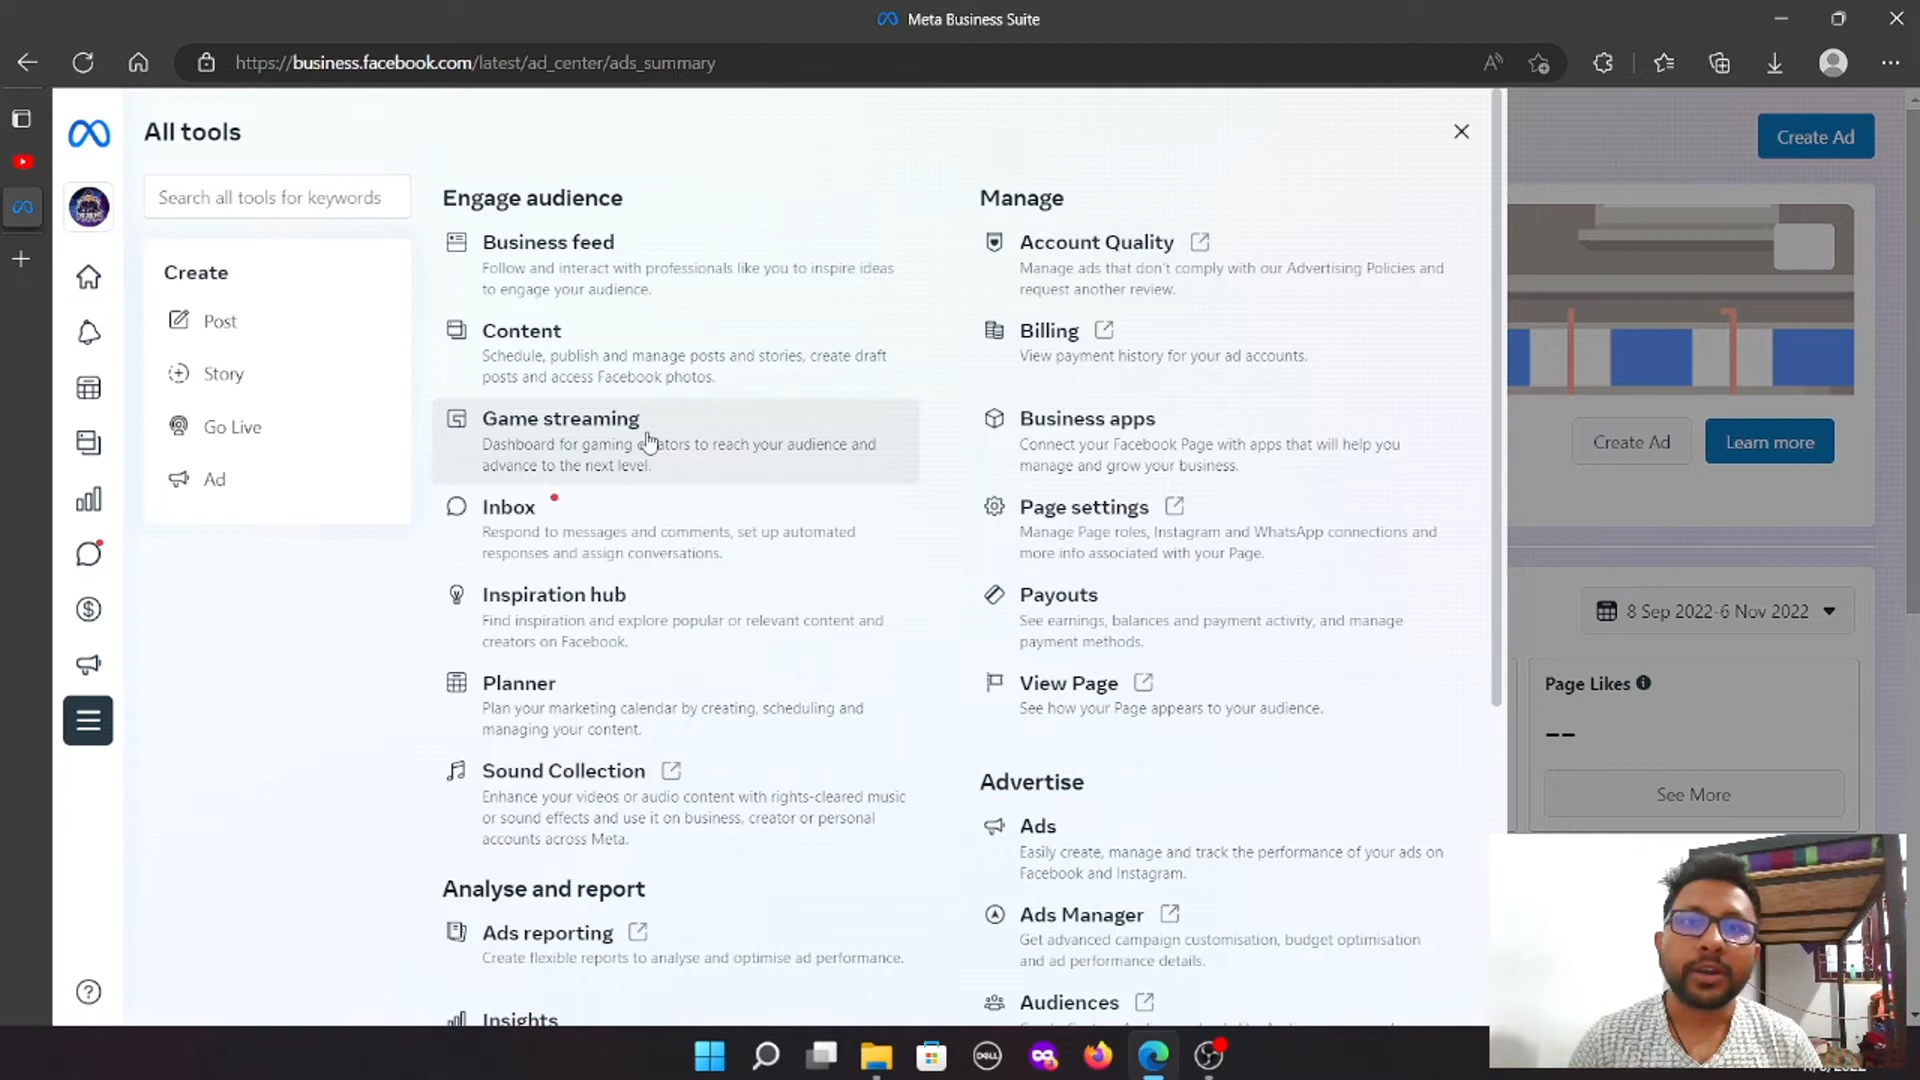 Meta Business Suite
https://business.facebook.com/latest/ad_center/ads_summary
All tools
Search all tools for keywords
Create
Post
Story
Go Live
Ad
Engage audience
Business feed
Follow and interact with professionals like you to inspire ideas
to engage your audience.
Content
Schedule, publish and manage posts and stories, create draft
posts and access Facebook photos.
Game streaming
Dashboard for gaming creators to reach your audience and
advance to the next level.
Inbox
Respond to messages and comments, set up automated
responses and assign conversations.
Inspiration hub
Find inspiration and explore popular or relevant content and
creators on Facebook.
Planner
Plan your marketing calendar by creating, scheduling and
managing your content.
Sound Collection
Enhance your videos or audio content with rights-cleared music
or sound effects and use it on business, creator or personal
accounts across Meta.
Analyse and report
Ads reporting
Create flexible reports to analyse and optimise ad performance.
Insights
Manage
Account Quality
Manage ads that don't comply with our Advertising Policies and
request another review.
Billing
View payment history for your ad accounts.
Business apps
Connect your Facebook Page with apps that will help you
manage and grow your business.
Page settings
Manage Page roles, Instagram and WhatsApp connections and
more info associated with your Page.
Payouts
See earnings, balances and payment activity, and manage
payment methods.
View Page
See how your Page appears to your audience.
Advertise
Ads
Easily create, manage and track the performance of your ads on
Facebook and Instagram.
Ads Manager
Get advanced campaign customisation, budget optimisation
and ad performance details.
Audiences
Create Ad
Create Ad
Learn more
8 Sep 2022-6 Nov 2022
Page Likes
--
See More
DELL